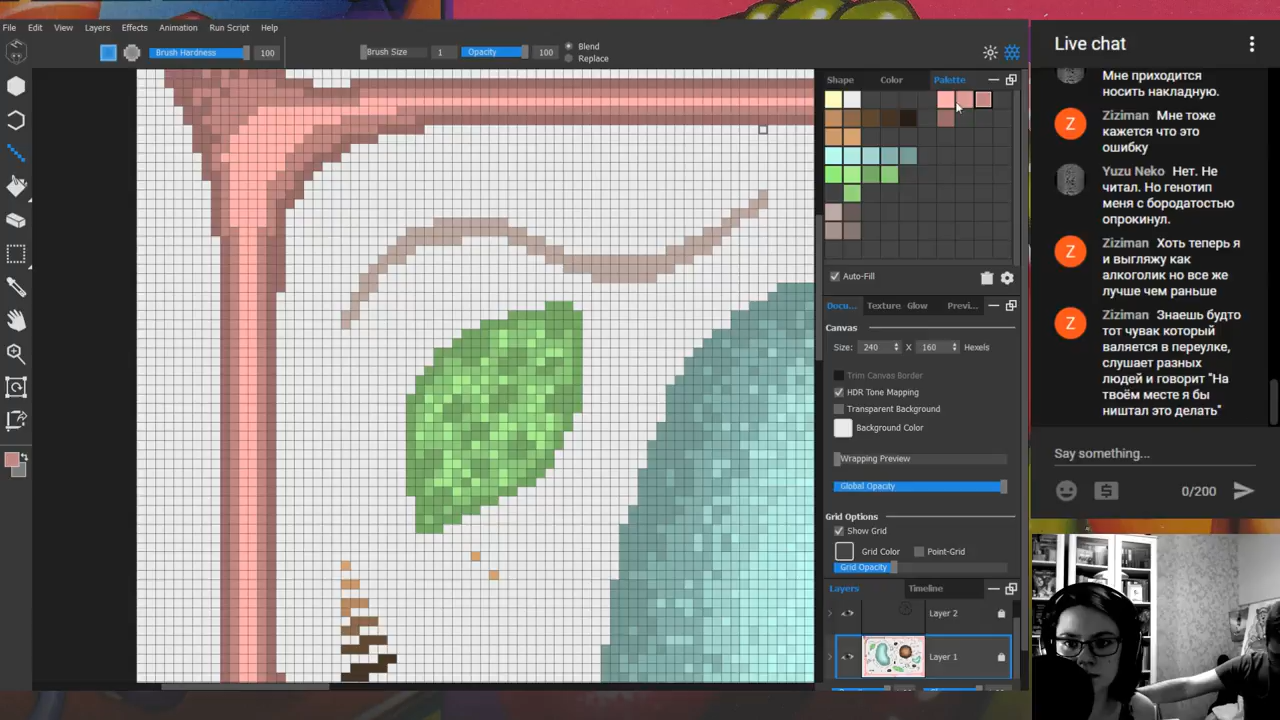 File Edit View Layers Effects Animation Run Script Help
Brush Hardness 100 Brush Size 1 Opacity 100 Blend
Replace
Shape Color Palette
Auto-Fill
Docu... Texture Glow Previ...
Canvas
Size: 240 X 160 Hexels
Trim Canvas Border
HDR Tone Mapping
Transparent Background
Background Color
Wrapping Preview
Global Opacity
Grid Options
Show Grid
Grid Color Point-Grid
Grid Opacity
Layers Timeline
Layer 2
Layer 1
Live chat
Мне приходится
носить накладную.
Ziziman Мне тоже
кажется что это
ошибку
Yuzu Neko Нет. Не
читал. Но генотип
меня с бородатостью
опрокинул.
Ziziman Хоть теперь я
и выгляжу как
алкоголик но все же
лучше чем раньше
Ziziman Знаешь будто
тот чувак который
валяется в переулке,
слушает разных
людей и говорит "На
твоём месте я бы
ништал это делать"
Say something...
0/200